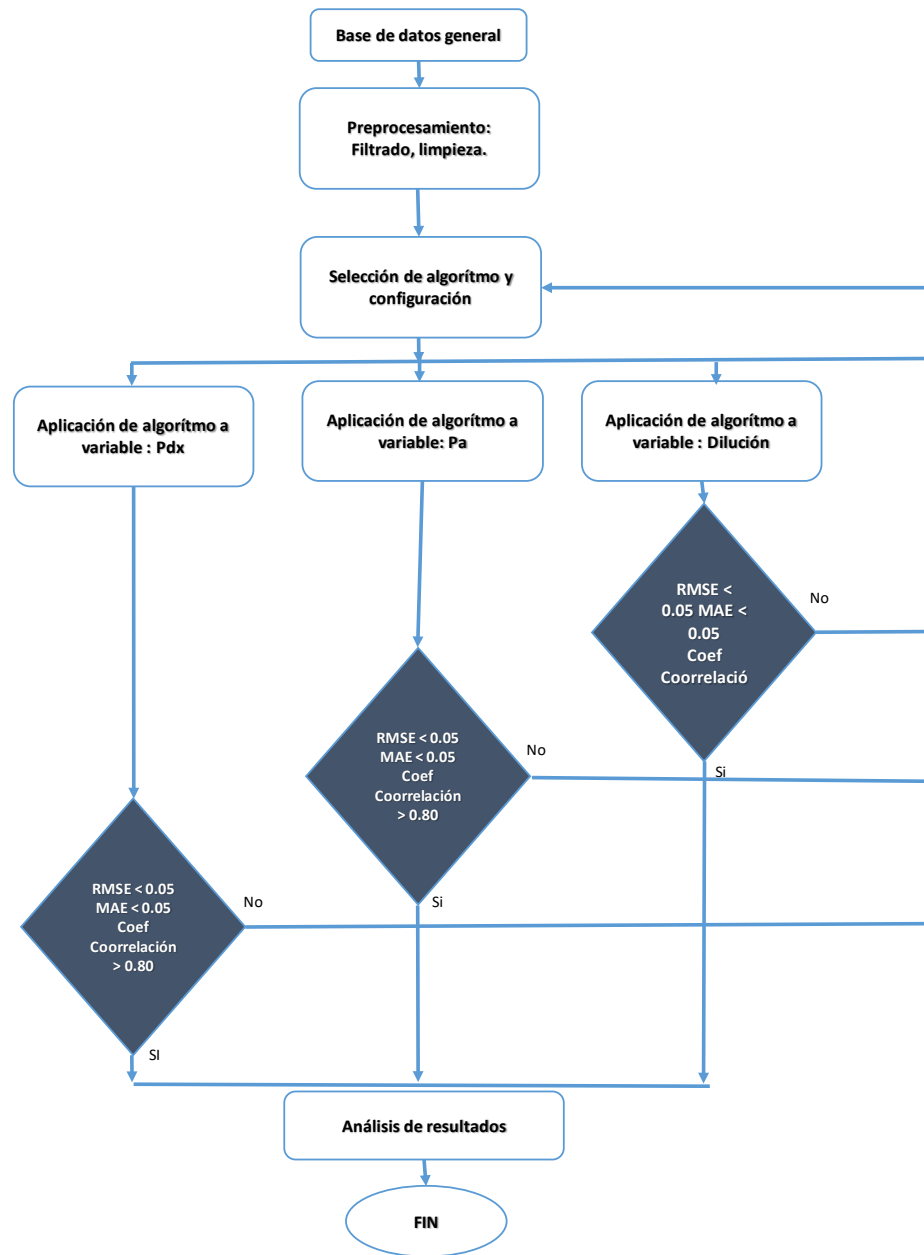 Base de datos general
Preprocesamiento:
Filtrado, limpieza.
Selección de algorítmo y
configuración
Aplicación de algorítmo a
variable : Pdx
Aplicación de algorítmo a
variable: Pa
Aplicación de algorítmo a
variable : Dilución
RMSE <
0.05 MAE <
0.05
Coef
Coorrelació
No
Si
RMSE < 0.05
MAE < 0.05
Coef
Coorrelación
> 0.80
No
Si
RMSE < 0.05
MAE < 0.05
Coef
Coorrelación
> 0.80
No
SI
Análisis de resultados
FIN